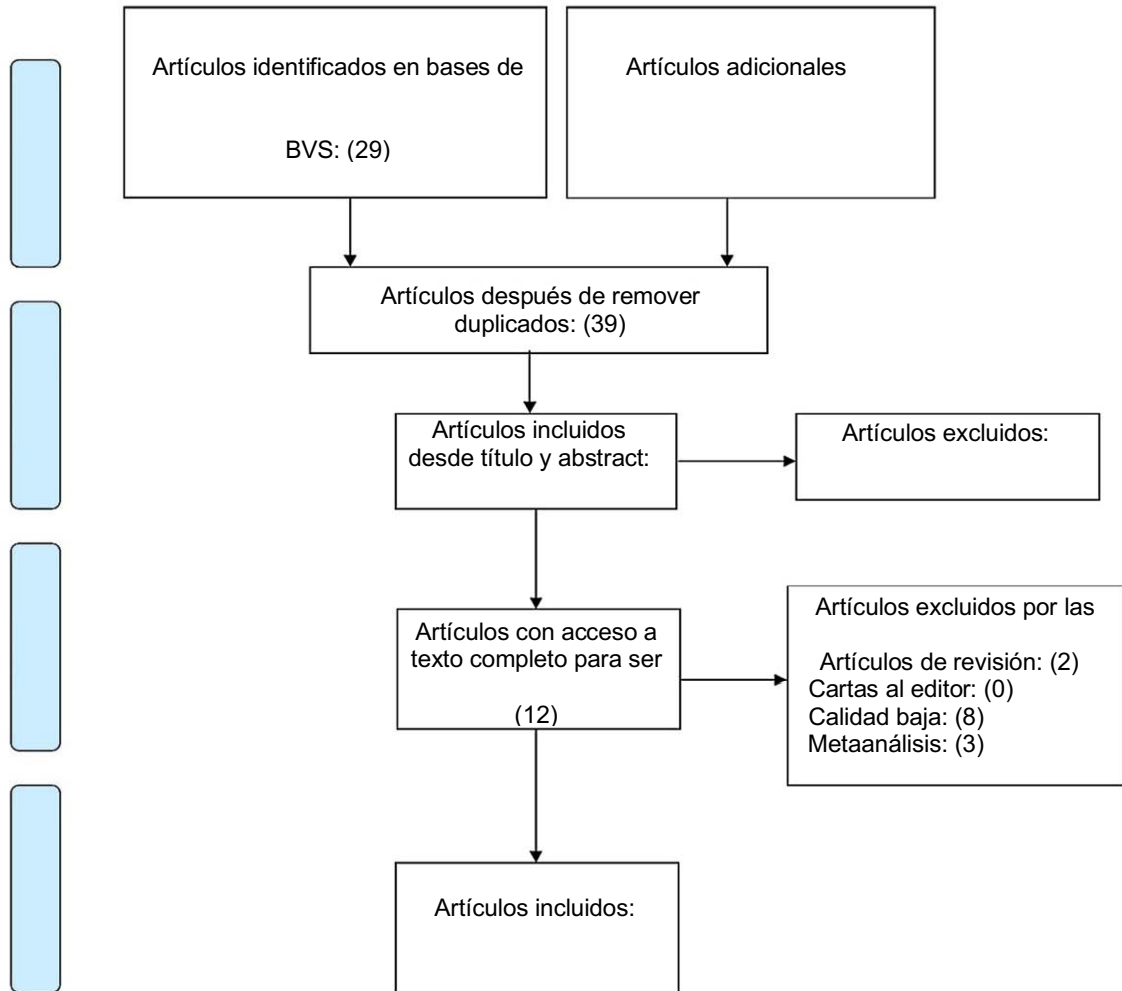 Artículos identificados en bases de
BVS: (29)
Artículos adicionales
Artículos después de remover
duplicados: (39)
Artículos incluidos
desde título y abstract:
Artículos excluidos:
Artículos con acceso a
texto completo para ser
(12)
Artículos excluidos por las
Artículos de revisión: (2)
Cartas al editor: (0)
Calidad baja: (8)
Metaanálisis: (3)
Artículos incluidos: